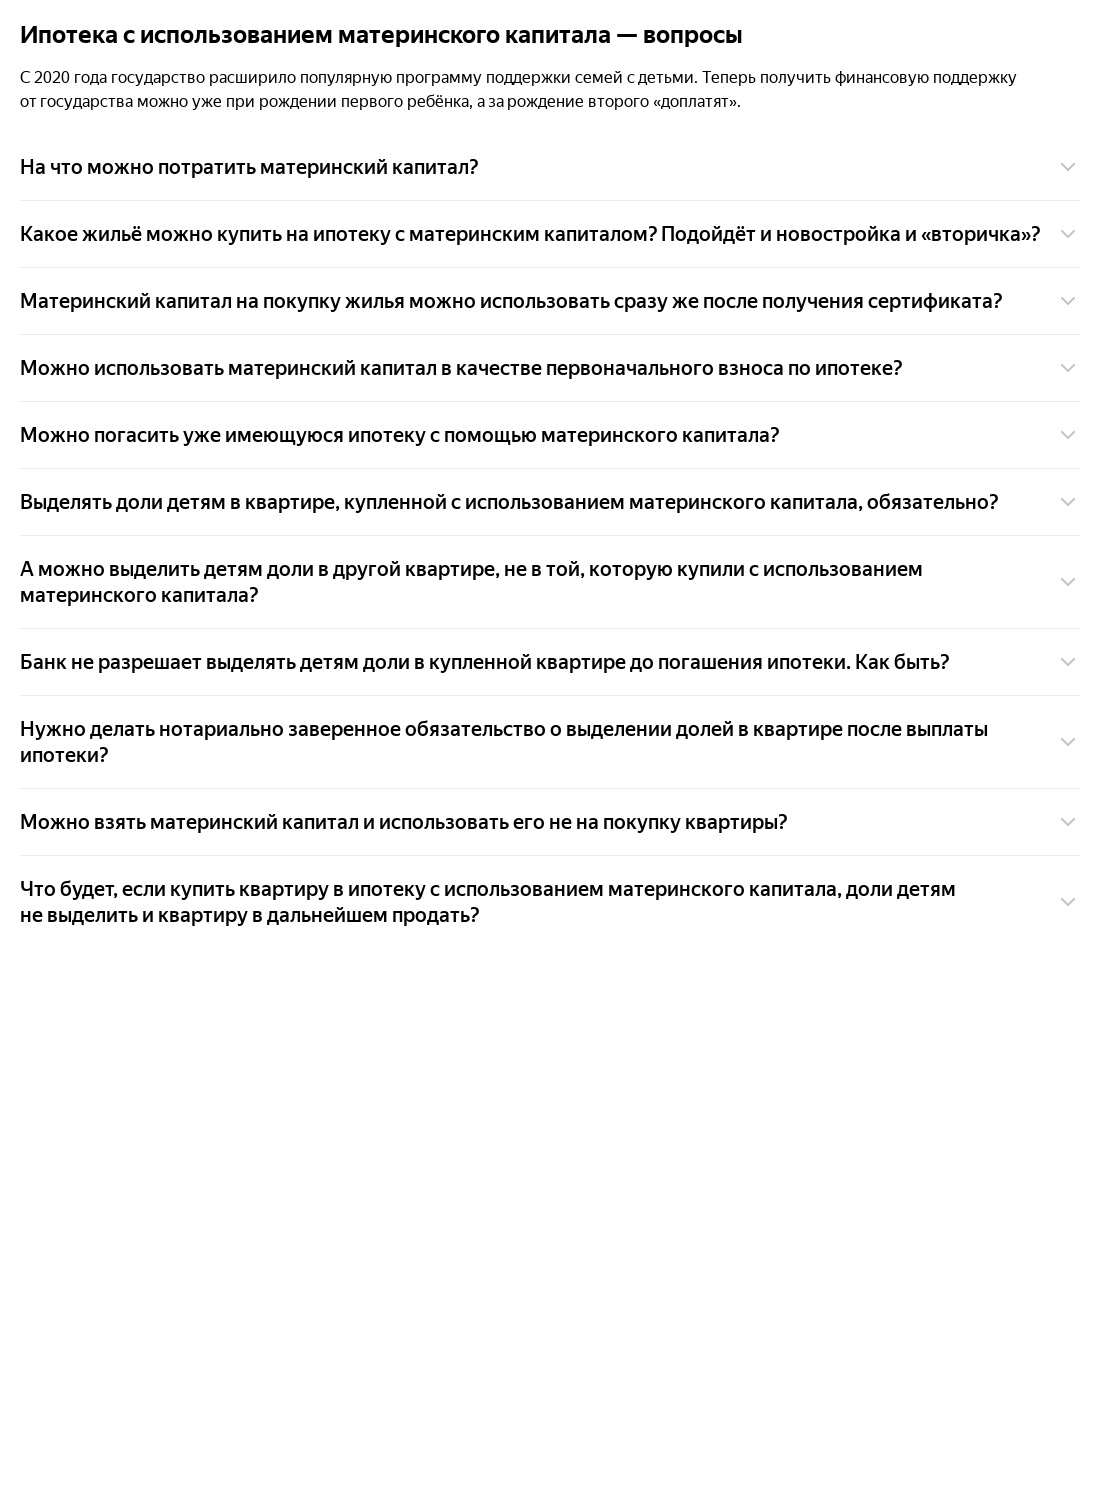 Ипотека с использованием материнского капитала — вопросы
С 2020 года государство расширило популярную программу поддержки семей с детьми. Теперь получить финансовую поддержку
от государства можно уже при рождении первого ребёнка, а за рождение второго «доплатят».
На что можно потратить материнский капитал?
Какое жильё можно купить на ипотеку с материнским капиталом? Подойдёт и новостройка и «вторичка»?
Материнский капитал на покупку жилья можно использовать сразу же после получения сертификата?
Можно использовать материнский капитал в качестве первоначального взноса по ипотеке?
Можно погасить уже имеющуюся ипотеку с помощью материнского капитала?
Выделять доли детям в квартире, купленной с использованием материнского капитала, обязательно?
А можно выделить детям доли в другой квартире, не в той, которую купили с использованием
материнского капитала?
Банк не разрешает выделять детям доли в купленной квартире до погашения ипотеки. Как быть?
Нужно делать нотариально заверенное обязательство о выделении долей в квартире после выплаты
ипотеки?
Можно взять материнский капитал и использовать его не на покупку квартиры?
Что будет, если купить квартиру в ипотеку с использованием материнского капитала, доли детям
не выделить и квартиру в дальнейшем продать?